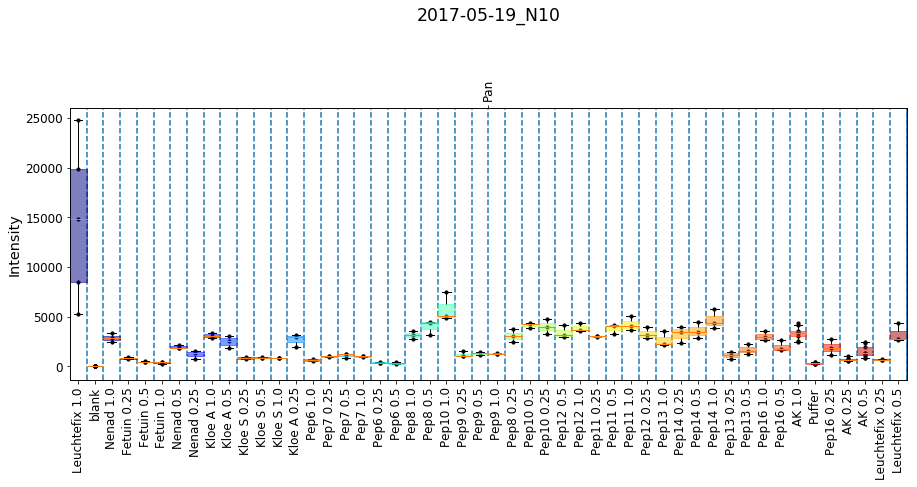 2017-05-19_N10
Pan
Intensity
25000
20000
15000
10000
5000
0
Leuchtefix 1.0
blank
Nenad 1.0
Fetuin 0.25
Fetuin 0.5
Fetuin 1.0
Nenad 0.5
Nenad 0.25
Kloe A 1.0
Kloe A 0.5
Kloe S 0.25
Kloe S 0.5
Kloe S 1.0
Kloe A 0.25
Pep6 1.0
Pep7 0.25
Pep7 0.5
Pep7 1.0
Pep6 0.25
Pep6 0.5
Pep8 1.0
Pep8 0.5
Pep10 1.0
Pep9 0.25
Pep9 0.5
Pep9 1.0
Pep8 0.25
Pep10 0.5
Pep10 0.25
Pep12 0.5
Pep12 1.0
Pep11 0.25
Pep11 0.5
Pep11 1.0
Pep12 0.25
Pep13 1.0
Pep14 0.25
Pep14 0.5
Pep14 1.0
Pep13 0.25
Pep13 0.5
Pep16 1.0
Pep16 0.5
AK 1.0
Puffer
Pep16 0.25
AK 0.25
AK 0.5
Leuchtefix 0.25
Leuchtefix 0.5